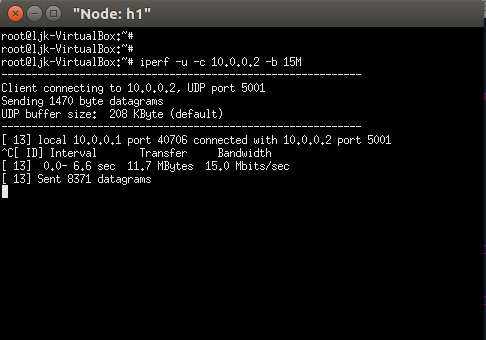 "Node: h1"
root@ljk-VirtualBox:~#
root@ljk-VirtualBox:~#
root@ljk-VirtualBox:~# iperf -u -c 10.0.0.2 -b 15M
------------------------------------------------------------
Client connecting to 10.0.0.2, UDP port 5001
Sending 1470 byte datagrams
UDP buffer size:  208 KByte (default)
------------------------------------------------------------
[ 13] local 10.0.0.1 port 40706 connected with 10.0.0.2 port 5001
^C[ ID] Interval       Transfer     Bandwidth
[ 13]  0.0- 6.6 sec  11.7 MBytes  15.0 Mbits/sec
[ 13] Sent 8371 datagrams